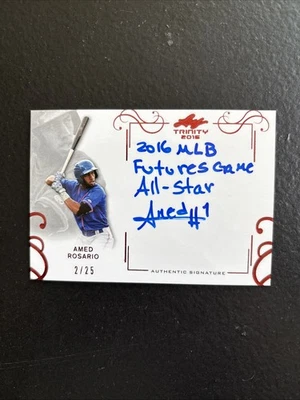 Leaf
TRINITY
2016
2016 MLB
Futures Game
All-Star
Amed #1
AMED
ROSARIO
2/25
AUTHENTIC SIGNATURE